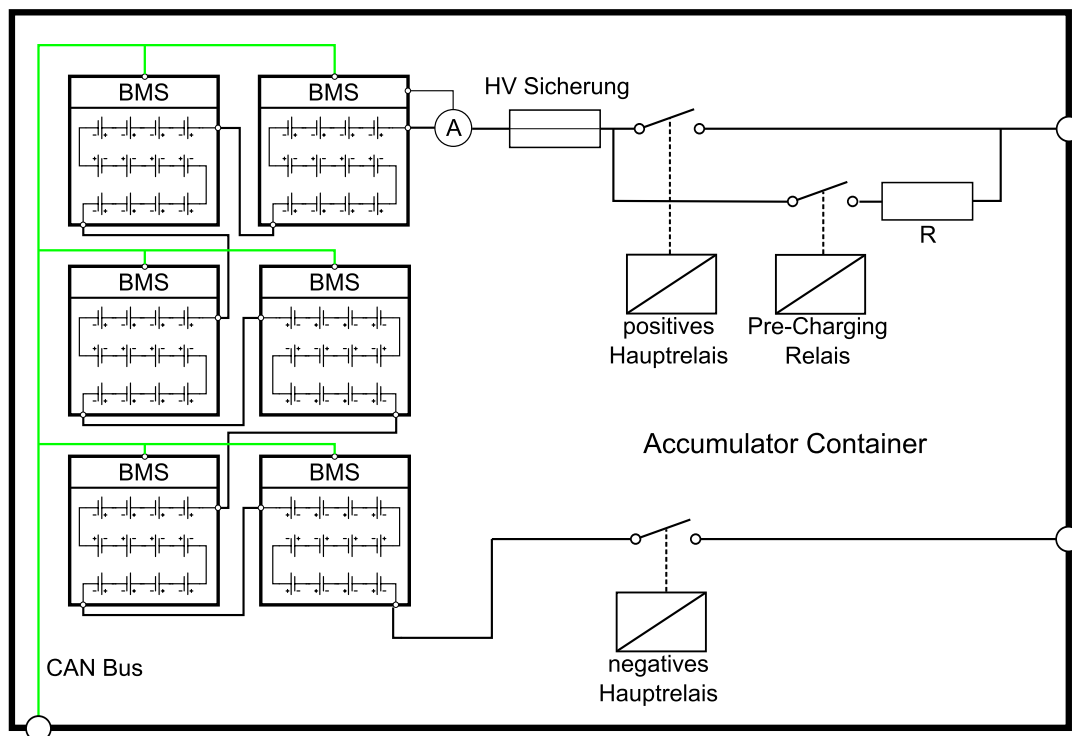 BMS
BMS
A
HV Sicherung
R
BMS
BMS
positives
Hauptrelais
Pre-Charging
Relais
Accumulator Container
BMS
BMS
negatives
Hauptrelais
CAN Bus